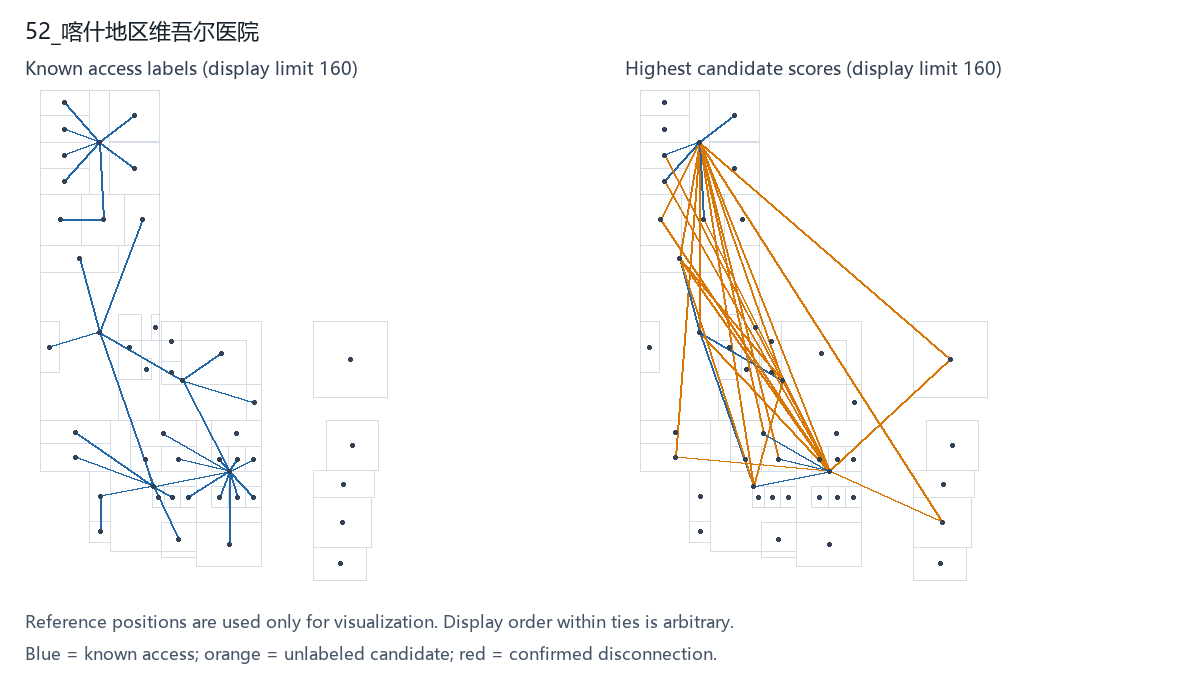 52_喀什地区维吾尔医院
Known access labels (display limit 160)
Highest candidate scores (display limit 160)
Reference positions are used only for visualization. Display order within ties is arbitrary.
Blue = known access; orange = unlabeled candidate; red = confirmed disconnection.